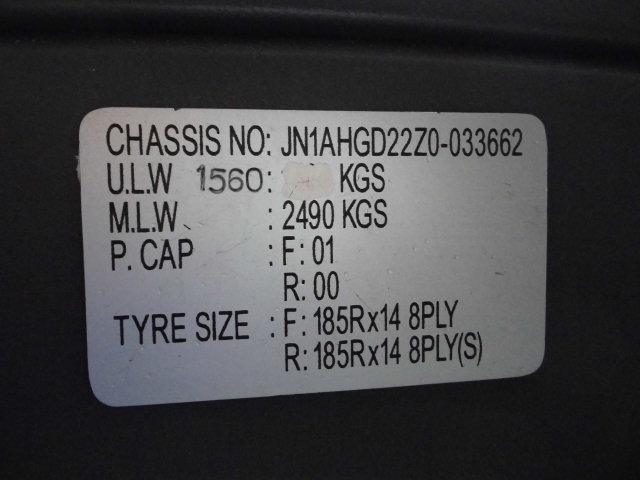 CHASSIS NO: JN1AHGD22Z0-033662
U.L.W 1560: KGS
M.L.W : 2490 KGS
P. CAP : F: 01
R: 00
TYRE SIZE : F: 185Rx14 8PLY
R: 185Rx14 8PLY(S)